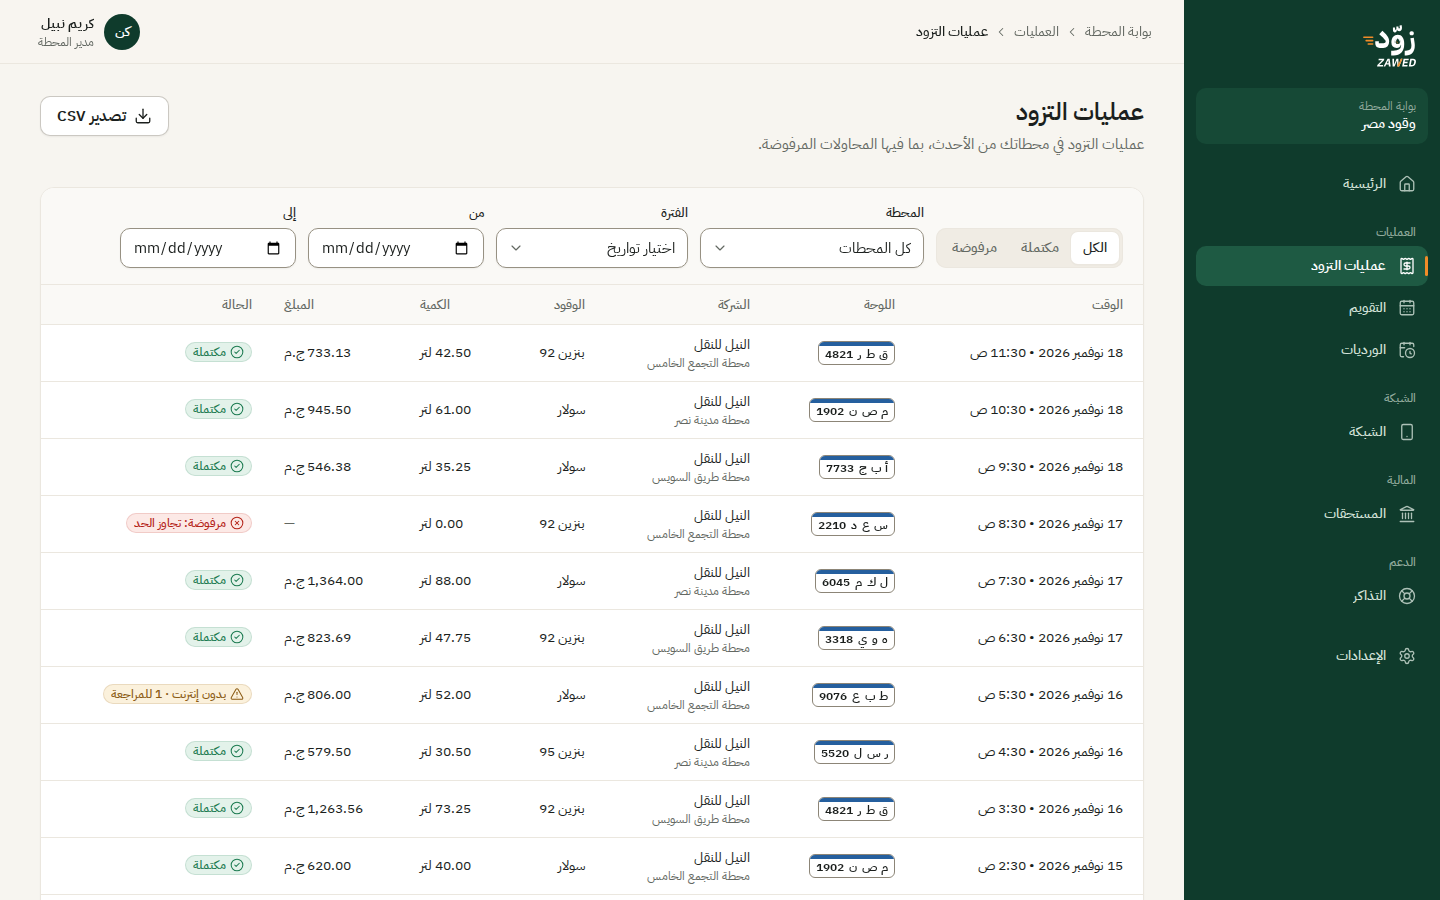 زوّد
ZAWED
بوابة المحطة
وقود مصر
الرئيسية
العمليات
عمليات التزود
التقويم
الورديات
الشبكة
الشبكة
المالية
المستحقات
الدعم
التذاكر
الإعدادات
بوابة المحطة
العمليات
عمليات التزود
كن
كريم نبيل
مدير المحطة
عمليات التزود
عمليات التزود في محطاتك من الأحدث، بما فيها المحاولات المرفوضة.
تصدير CSV
الكل مكتملة مرفوضة
المحطة
كل المحطات
الفترة
اختيار تواريخ
من
mm/dd/yyyy
إلى
mm/dd/yyyy
الوقت اللوحة الشركة الوقود الكمية المبلغ الحالة
18 نوفمبر 2026 • 11:30 ص
ق ط ر 4821
النيل للنقل
محطة التجمع الخامس
بنزين 92
42.50 لتر
733.13 ج.م
مكتملة
18 نوفمبر 2026 • 10:30 ص
م ص ن 1902
النيل للنقل
محطة مدينة نصر
سولار
61.00 لتر
945.50 ج.م
مكتملة
18 نوفمبر 2026 • 9:30 ص
أ ب ج 7733
النيل للنقل
محطة طريق السويس
سولار
35.25 لتر
546.38 ج.م
مكتملة
17 نوفمبر 2026 • 8:30 ص
س ع د 2210
النيل للنقل
محطة التجمع الخامس
بنزين 92
0.00 لتر
—
مرفوضة: تجاوز الحد
17 نوفمبر 2026 • 7:30 ص
ل ك م 6045
النيل للنقل
محطة مدينة نصر
سولار
88.00 لتر
1,364.00 ج.م
مكتملة
17 نوفمبر 2026 • 6:30 ص
ه و ي 3318
النيل للنقل
محطة طريق السويس
بنزين 92
47.75 لتر
823.69 ج.م
مكتملة
16 نوفمبر 2026 • 5:30 ص
ط ب ع 9076
النيل للنقل
محطة التجمع الخامس
سولار
52.00 لتر
806.00 ج.م
بدون إنترنت · 1 للمراجعة
16 نوفمبر 2026 • 4:30 ص
ر س ل 5520
النيل للنقل
محطة مدينة نصر
بنزين 95
30.50 لتر
579.50 ج.م
مكتملة
16 نوفمبر 2026 • 3:30 ص
ق ط ر 4821
النيل للنقل
محطة طريق السويس
بنزين 92
73.25 لتر
1,263.56 ج.م
مكتملة
15 نوفمبر 2026 • 2:30 ص
م ص ن 1902
النيل للنقل
محطة التجمع الخامس
سولار
40.00 لتر
620.00 ج.م
مكتملة